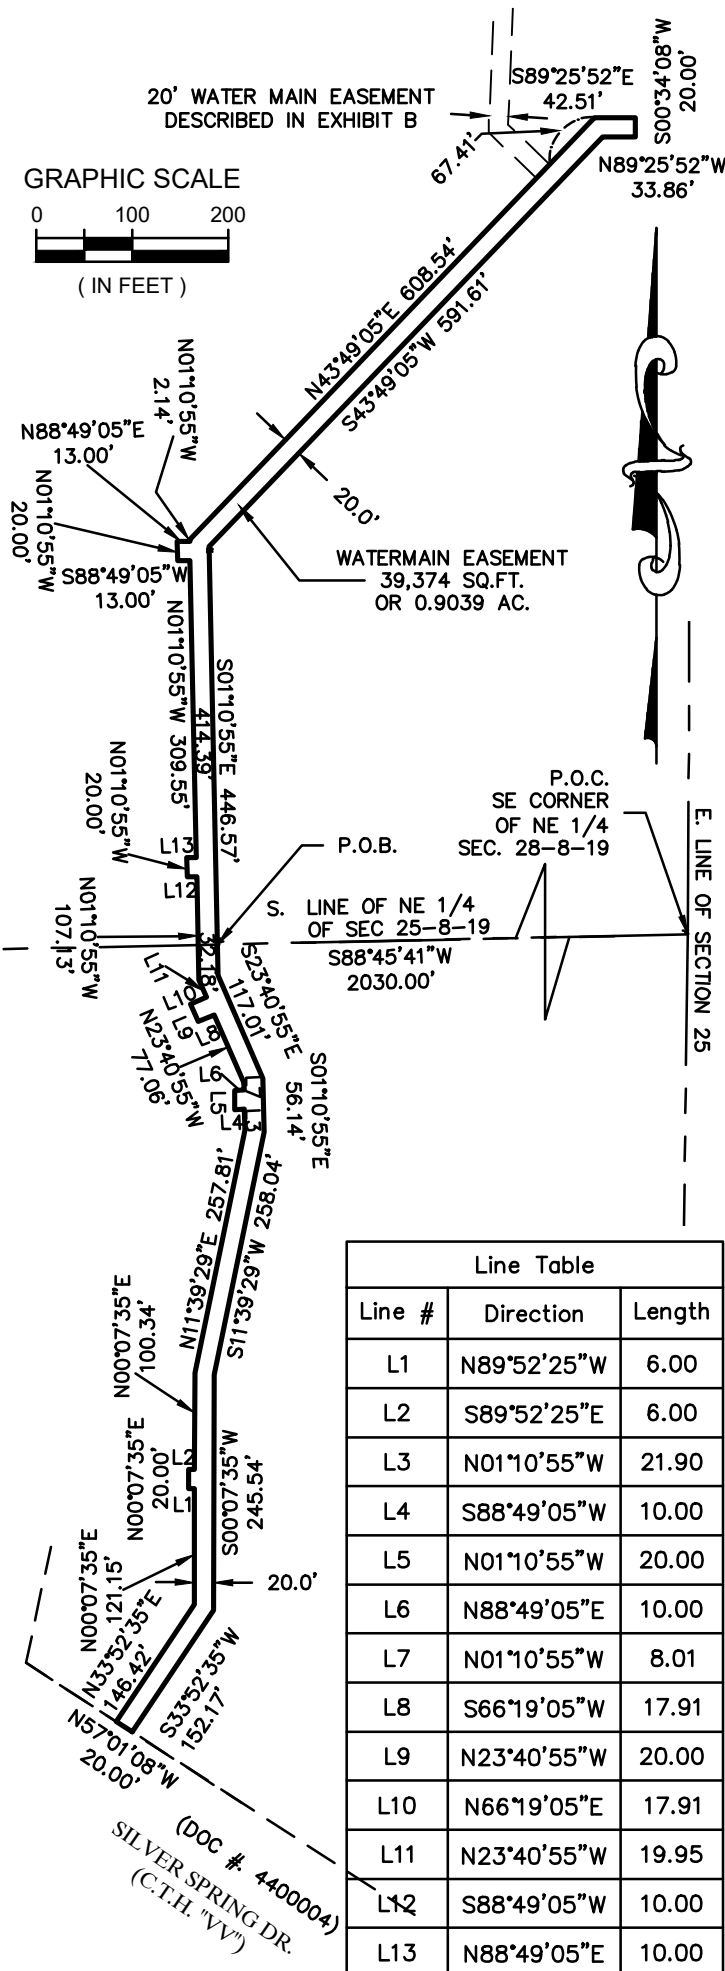 S89°25'52"E
42.51'
S00°34'08"W
20.00'
20' WATER MAIN EASEMENT
DESCRIBED IN EXHIBIT B
67.41'
N89°25'52"W
33.86'
GRAPHIC SCALE
0 100 200
( IN FEET )
N43°49'05"E 608.54'
S43°49'05"W 591.61'
N01°10'55"W
2.14'
N88°49'05"E
13.00'
N01°10'55"W
20.00'
20.0'
S88°49'05"W
13.00'
WATERMAIN EASEMENT
39,374 SQ.FT.
OR 0.9039 AC.
N01°10'55"W 309.55'
S01°10'55"E 446.57'
414.39'
N01°10'55"W
20.00'
L13
L12
P.O.B.
P.O.C.
SE CORNER
OF NE 1/4
SEC. 28-8-19
E. LINE OF SECTION 25
N01°10'55"W
107.13'
S. LINE OF NE 1/4
OF SEC 25-8-19
S88°45'41"W
2030.00'
32.18'
S23°40'55"E
117.01'
L11
L10
L9
L8
N23°40'55"W
77.06'
L6
L5
L4
7
3
S01°10'55"E
56.14'
N11°39'29"E 257.81'
S11°39'29"W 258.04'
N00°07'35"E
100.34'
N00°07'35"E
20.00'
L2
L1
S00°07'35"W
245.54'
N00°07'35"E
121.15'
20.0'
N33°52'35"E
146.42'
S33°52'35"W
152.17'
N57°01'08"W
20.00'
(DOC #. 4400004)
SILVER SPRING DR.
(C.T.H. "VV")
Line Table
Line # Direction Length
L1 N89°52'25"W 6.00
L2 S89°52'25"E 6.00
L3 N01°10'55"W 21.90
L4 S88°49'05"W 10.00
L5 N01°10'55"W 20.00
L6 N88°49'05"E 10.00
L7 N01°10'55"W 8.01
L8 S66°19'05"W 17.91
L9 N23°40'55"W 20.00
L10 N66°19'05"E 17.91
L11 N23°40'55"W 19.95
L12 S88°49'05"W 10.00
L13 N88°49'05"E 10.00